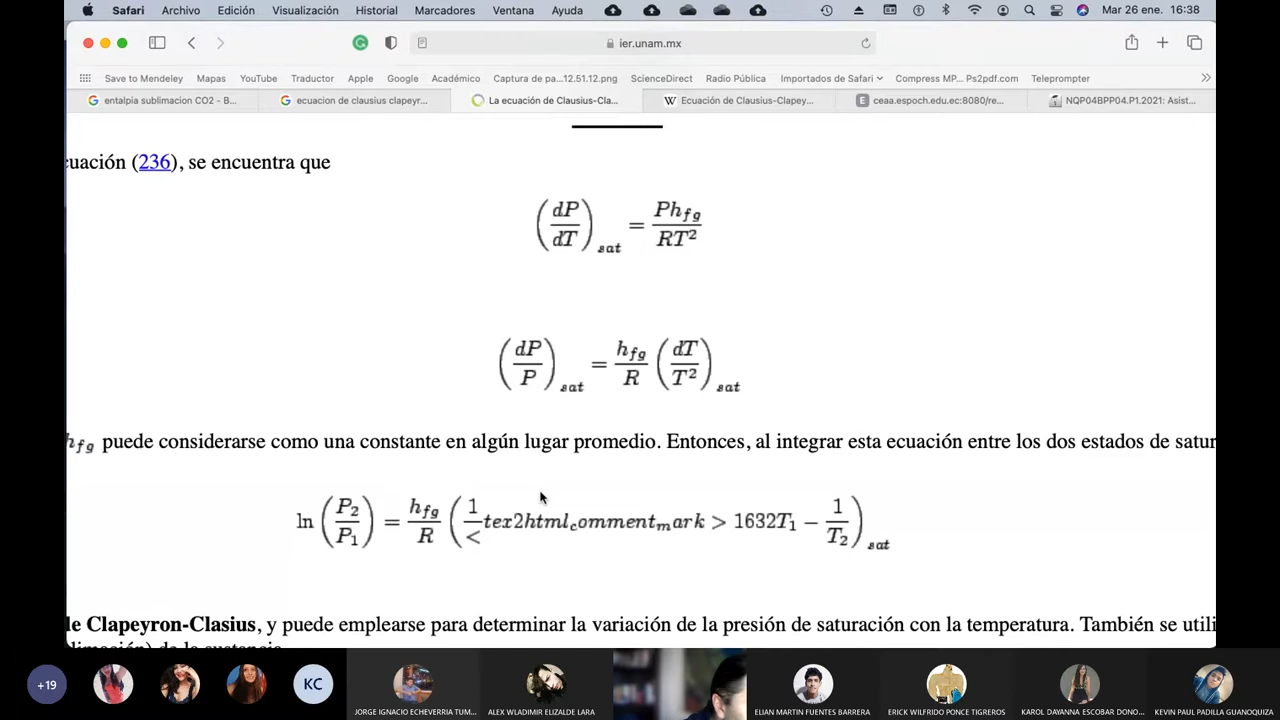 Safari Archivo Edición Visualización Historial Marcadores Ventana Ayuda Mar 26 ene. 16:38
ier.unam.mx
Save to Mendeley Mapas YouTube Traductor Apple Google Académico Captura de pa...12.51.12.png ScienceDirect Radio Pública Importados de Safari Compress MP... Ps2pdf.com Teleprompter
entalpia sublimacion CO2 - B... ecuacion de clausius clapeyr... La ecuación de Clausius-Cla... Ecuación de Clausius-Clapey... ceaa.espoch.edu.ec:8080/re... NQP04BPP04.P1.2021: Asist...
cuación (236), se encuentra que
(dP/dT)sat = Phfg/RT²
(dP/P)sat = hfg/R (dT/T²)sat
hfg puede considerarse como una constante en algún lugar promedio. Entonces, al integrar esta ecuación entre los dos estados de satur
ln (P2/P1) = hfg/R (1/< tex2htmlcommentmark > 1632T1 − 1/T2)sat
le Clapeyron-Clasius, y puede emplearse para determinar la variación de la presión de saturación con la temperatura. También se utili
limación) de la sustancia
+19 KC JORGE IGNACIO ECHEVERRIA TUM... ALEX WLADIMIR ELIZALDE LARA ELIAN MARTIN FUENTES BARRERA ERICK WILFRIDO PONCE TIGREROS KAROL DAYANNA ESCOBAR DONO... KEVIN PAUL PADILLA GUANOQUIZA